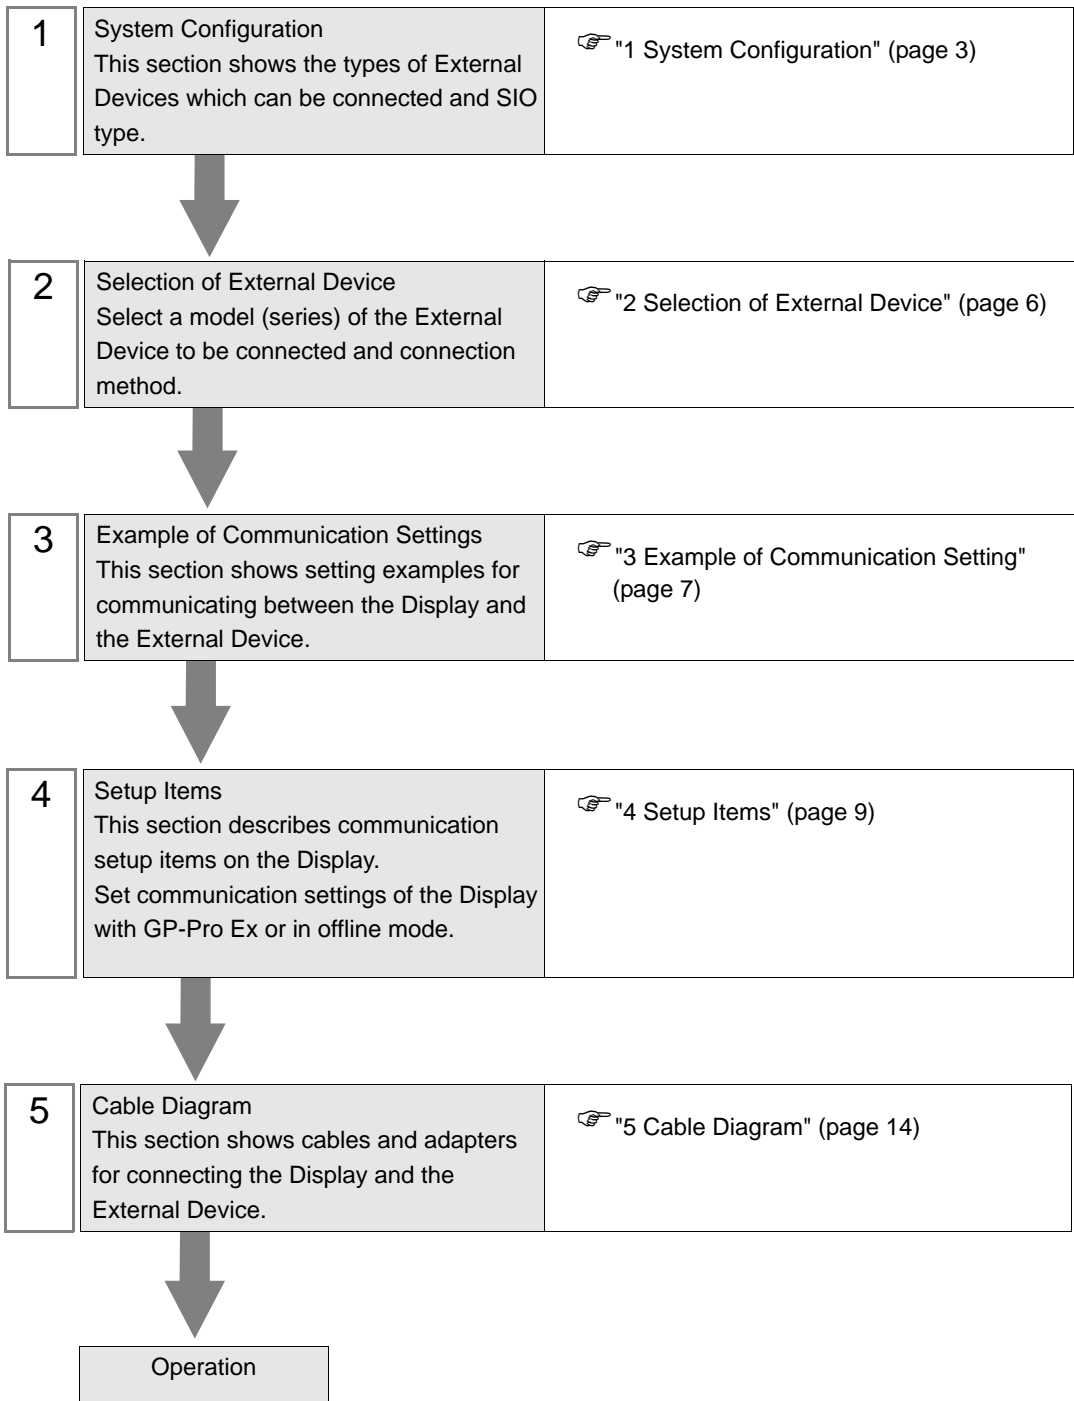 1
System Configuration
This section shows the types of External
Devices which can be connected and SIO
type.
"1 System Configuration" (page 3)
2
Selection of External Device
Select a model (series) of the External
Device to be connected and connection
method.
"2 Selection of External Device" (page 6)
3
Example of Communication Settings
This section shows setting examples for
communicating between the Display and
the External Device.
"3 Example of Communication Setting"
(page 7)
4
Setup Items
This section describes communication
setup items on the Display.
Set communication settings of the Display
with GP-Pro Ex or in offline mode.
"4 Setup Items" (page 9)
5
Cable Diagram
This section shows cables and adapters
for connecting the Display and the
External Device.
"5 Cable Diagram" (page 14)
Operation